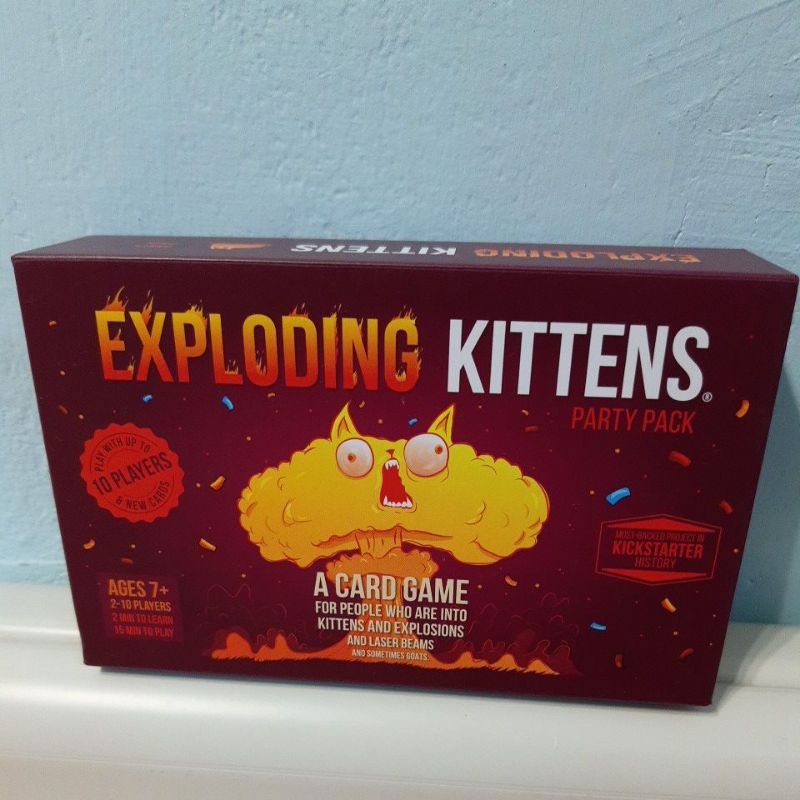 EXPLODING KITTENS
EXPLODING KITTENS®
PARTY PACK
PLAY WITH UP TO
10 PLAYERS
& NEW CARDS
MOST-BACKED PROJECT IN
KICKSTARTER
HISTORY
AGES 7+
2-10 PLAYERS
2 MIN TO LEARN
15 MIN TO PLAY
A CARD GAME
FOR PEOPLE WHO ARE INTO
KITTENS AND EXPLOSIONS
AND LASER BEAMS
AND SOMETIMES GOATS.